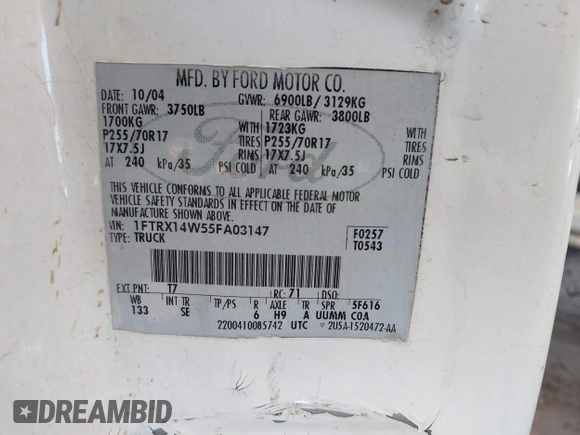 MFD. BY FORD MOTOR CO.
DATE: 10/04 GVWR: 6900LB/ 3129KG
FRONT GAWR: 3750LB REAR GAWR: 3800LB
1700KG WITH 1723KG WITH
P255/70R17 TIRES P255/70R17 TIRES
17X7.5J RIMS 17X7.5J RIMS
AT 240 kPa/35 PSI COLD AT 240 kPa/35 PSI COLD
Ford
THIS VEHICLE CONFORMS TO ALL APPLICABLE FEDERAL MOTOR
VEHICLE SAFETY STANDARDS IN EFFECT ON THE DATE OF
MANUFACTURE SHOWN ABOVE.
VIN: 1FTRX14W55FA03147 F0257
TYPE: TRUCK T0543
EXT.PNT: T7 RC: 71 DSO:
WB INT TR TP/PS R AXLE TR SPR 5F616
133 SE 6 H9 A UUMM COA
2200410085742 UTC 2U5A-1520472-AA
DREAMBID